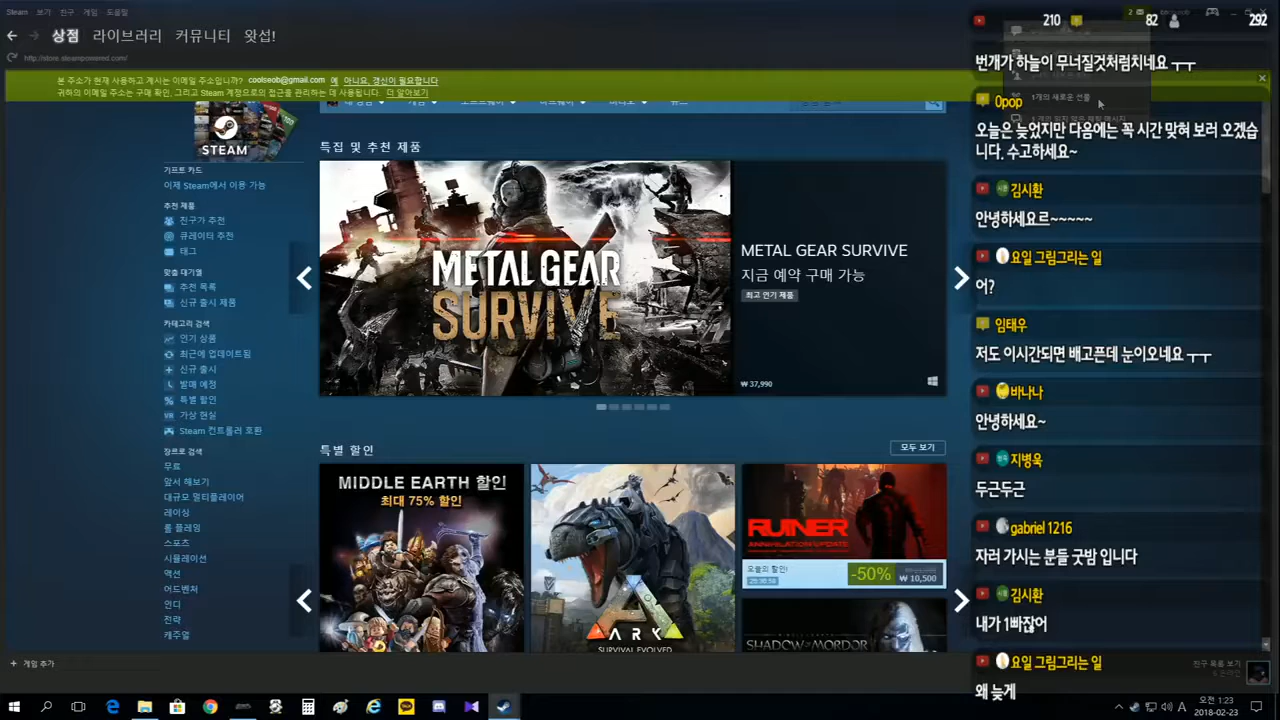 Steam 보기 친구 게임 도움말
상점 라이브러리 커뮤니티 왓섭!
http://store.steampowered.com/
본 주소가 현재 사용하고 계시는 이메일 주소입니까? coolseob@gmail.com 예 아니요, 갱신이 필요합니다
귀하의 이메일 주소는 구매 확인, 그리고 Steam 계정으로의 접근을 관리하는 데 사용됩니다. 더 알아보기
STEAM
기프트 카드
이제 Steam에서 이용 가능
추천 제품
친구가 추천
큐레이터 추천
태그
맞춤 대기열
추천 목록
신규 출시 제품
카테고리 검색
인기 상품
최근에 업데이트됨
신규 출시
발매 예정
특별 할인
가상 현실
Steam 컨트롤러 호환
장르로 검색
무료
앞서 해보기
대규모 멀티플레이어
레이싱
롤 플레잉
스포츠
시뮬레이션
액션
어드벤처
인디
전략
캐주얼
특집 및 추천 제품
METAL GEAR
SURVIVE
METAL GEAR SURVIVE
지금 예약 구매 가능
최고 인기 제품
₩ 37,990
특별 할인
모두 보기
MIDDLE EARTH 할인
최대 75% 할인
ARK
SURVIVAL EVOLVED
RUINER
ANNIHILATION UPDATE
오늘의 할인!
-50%
₩ 10,500
SHADOW OF MORDOR
210 82 292
1개의 새로운 선물
번개가 하늘이 무너질것처럼치네요 ㅜㅜ
0pop
오늘은 늦었지만 다음에는 꼭 시간 맞춰 보러 오겠습
니다. 수고하세요~
김시환
안녕하세요르~~~~~
요일 그림그리는 일
어?
임태우
저도 이시간되면 배고픈데 눈이오네요 ㅜㅜ
바나나
안녕하세요~
지병욱
두근두근
gabriel 1216
자러 가시는 분들 굿밤 입니다
김시환
내가 1빠잖어
요일 그림그리는 일
왜 늦게
+ 게임 추가
친구 목록 보기
오전 1:23
2018-02-23